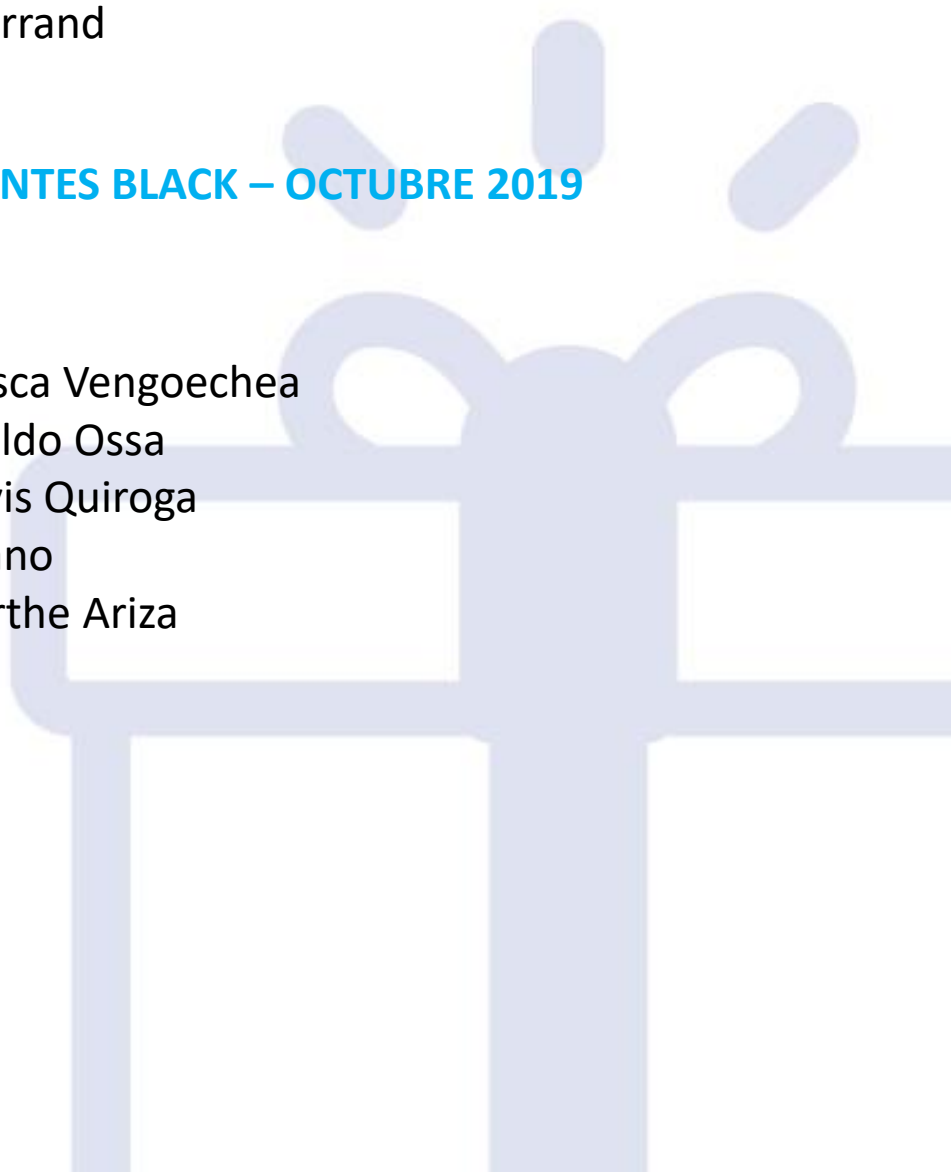 rrand
NTES BLACK – OCTUBRE 2019
sca Vengoechea
ldo Ossa
vis Quiroga
no
rthe Ariza